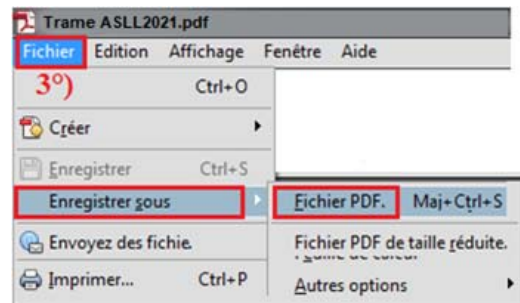 Trame ASLL2021.pdf
Fichier Edition Affichage Fenêtre Aide
3°) Ctrl+O
Créer
Enregistrer Ctrl+S
Enregistrer sous Fichier PDF. Maj+Ctrl+S
Envoyez des fichie. Fichier PDF de taille réduite.
Imprimer... Ctrl+P Autres options